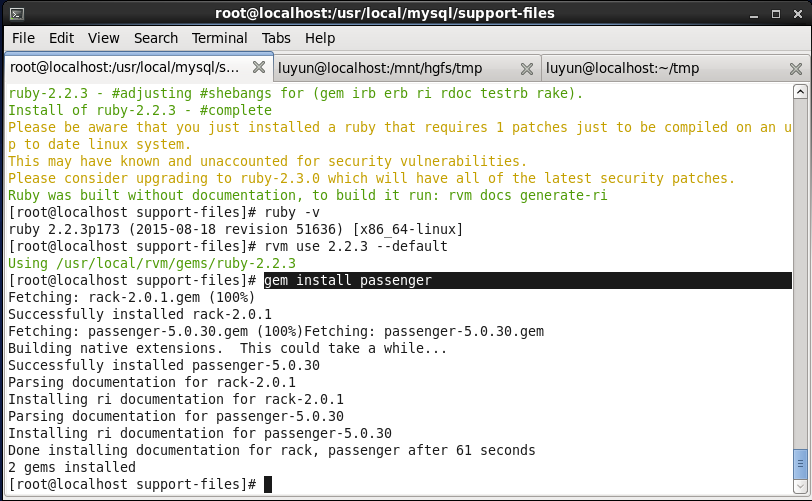 root@localhost:/usr/local/mysql/support-files
File Edit View Search Terminal Tabs Help
root@localhost:/usr/local/mysql/s... luyun@localhost:/mnt/hgfs/tmp luyun@localhost:~/tmp
ruby-2.2.3 - #adjusting #shebangs for (gem irb erb ri rdoc testrb rake).
Install of ruby-2.2.3 - #complete
Please be aware that you just installed a ruby that requires 1 patches just to be compiled on an u
p to date linux system.
This may have known and unaccounted for security vulnerabilities.
Please consider upgrading to ruby-2.3.0 which will have all of the latest security patches.
Ruby was built without documentation, to build it run: rvm docs generate-ri
[root@localhost support-files]# ruby -v
ruby 2.2.3p173 (2015-08-18 revision 51636) [x86_64-linux]
[root@localhost support-files]# rvm use 2.2.3 --default
Using /usr/local/rvm/gems/ruby-2.2.3
[root@localhost support-files]# gem install passenger
Fetching: rack-2.0.1.gem (100%)
Successfully installed rack-2.0.1
Fetching: passenger-5.0.30.gem (100%)Fetching: passenger-5.0.30.gem
Building native extensions.  This could take a while...
Successfully installed passenger-5.0.30
Parsing documentation for rack-2.0.1
Installing ri documentation for rack-2.0.1
Parsing documentation for passenger-5.0.30
Installing ri documentation for passenger-5.0.30
Done installing documentation for rack, passenger after 61 seconds
2 gems installed
[root@localhost support-files]#